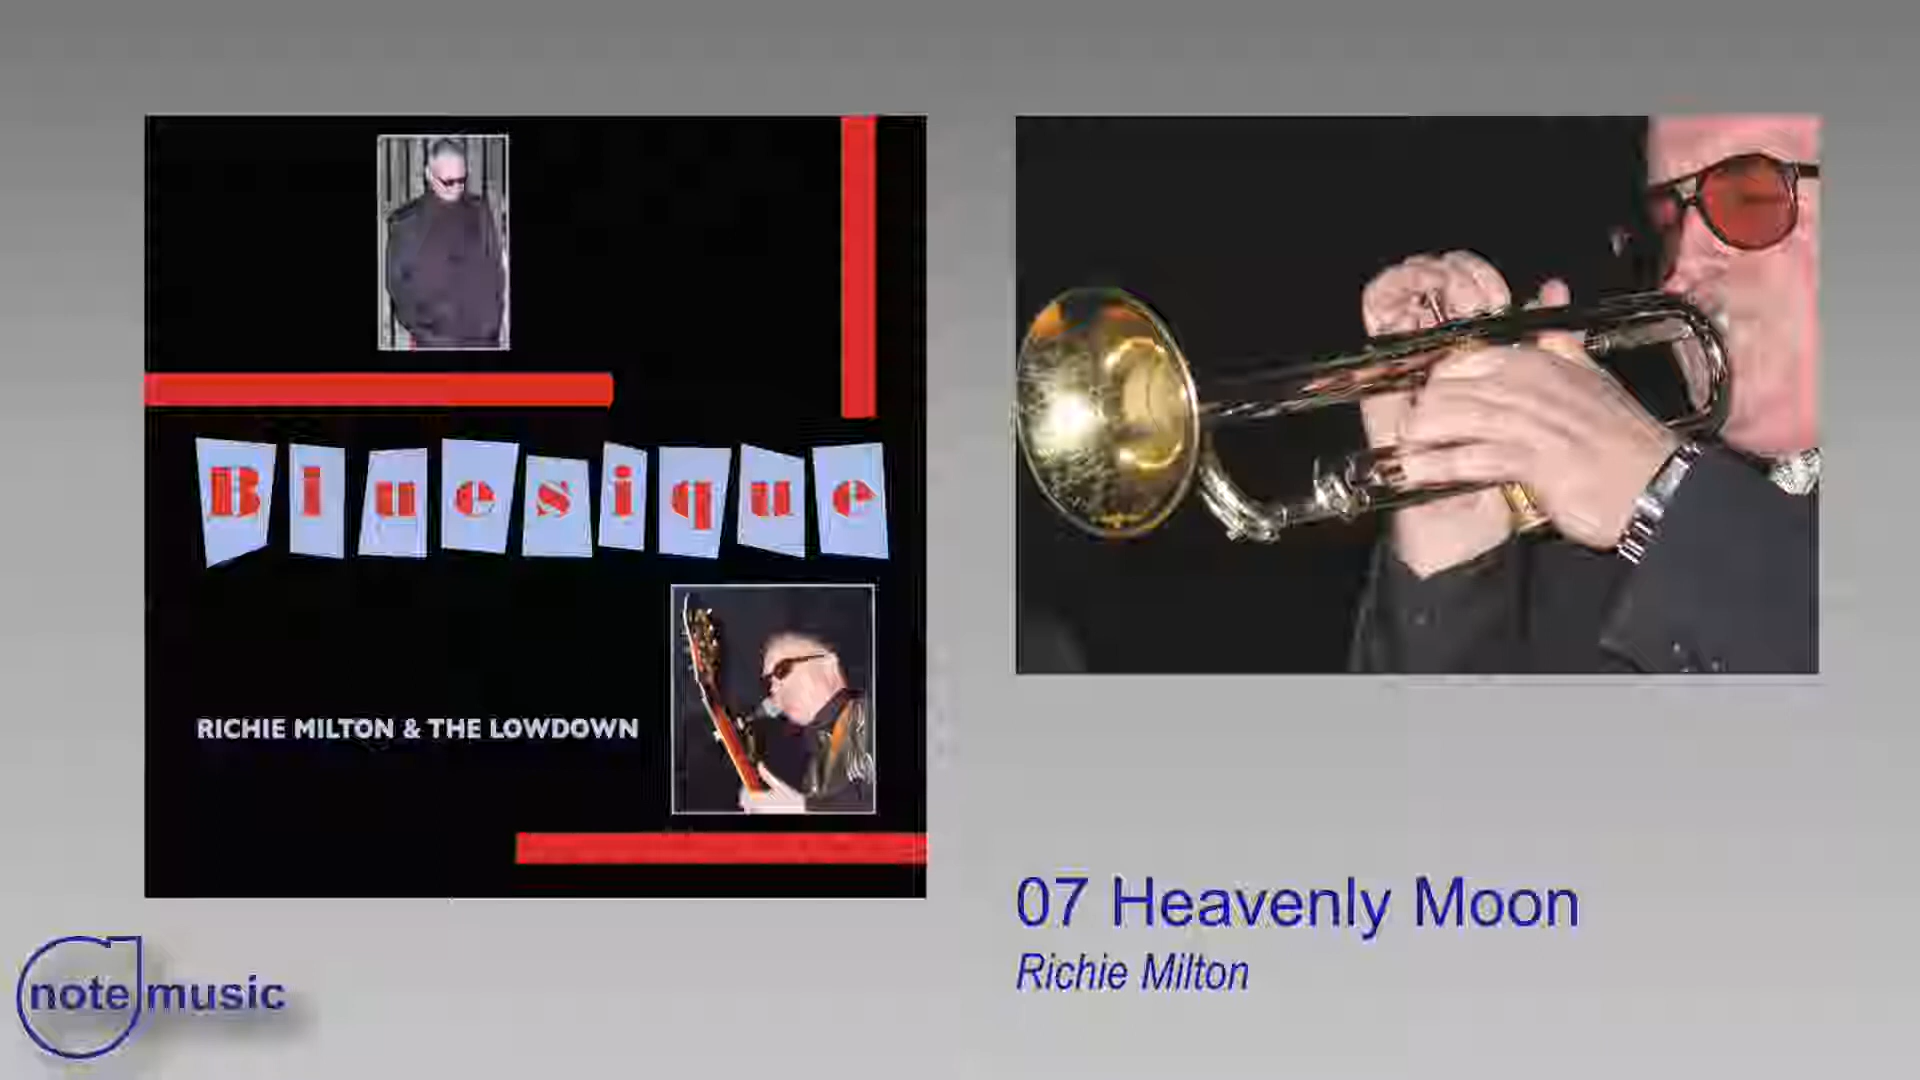 Bluesique
RICHIE MILTON & THE LOWDOWN
07 Heavenly Moon
Richie Milton
note music